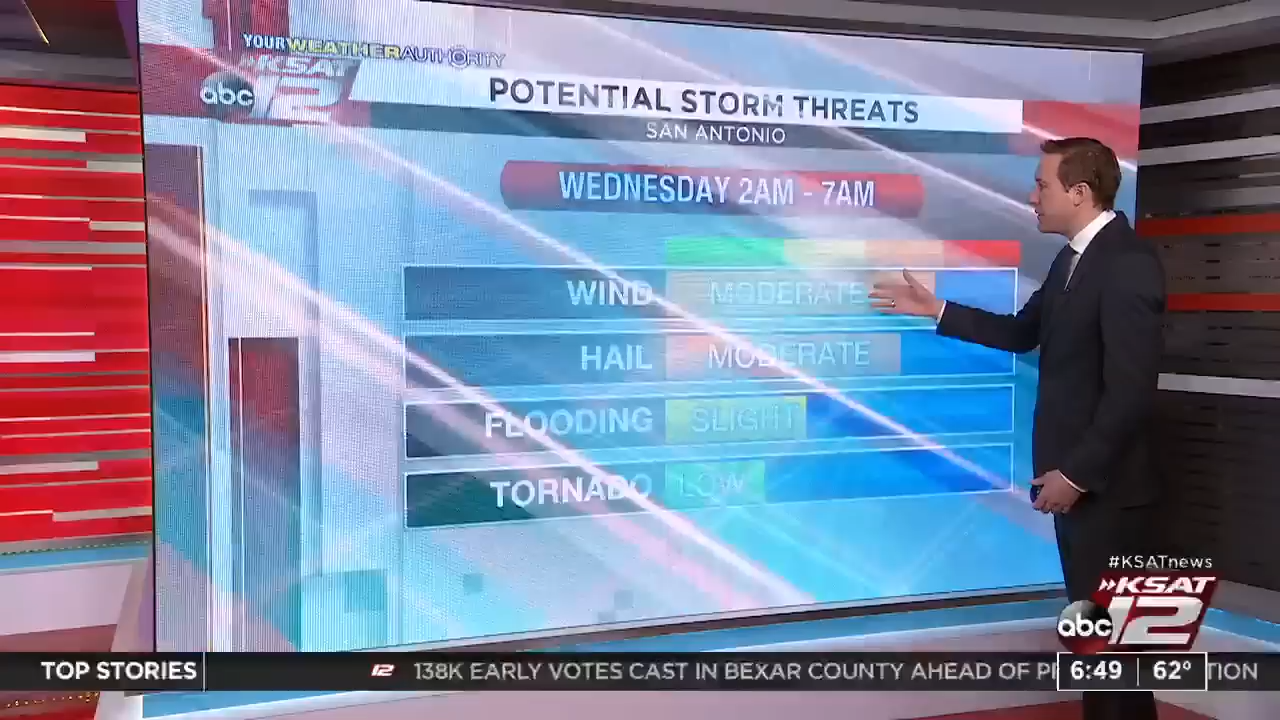 YOUR WEATHER AUTHORITY
abc KSAT 12
POTENTIAL STORM THREATS
SAN ANTONIO
WEDNESDAY 2AM - 7AM
WIND MODERATE
HAIL MODERATE
FLOODING SLIGHT
TORNADO LOW
#KSATnews
KSAT
abc 12
TOP STORIES 12 138K EARLY VOTES CAST IN BEXAR COUNTY AHEAD OF 6:49 62°